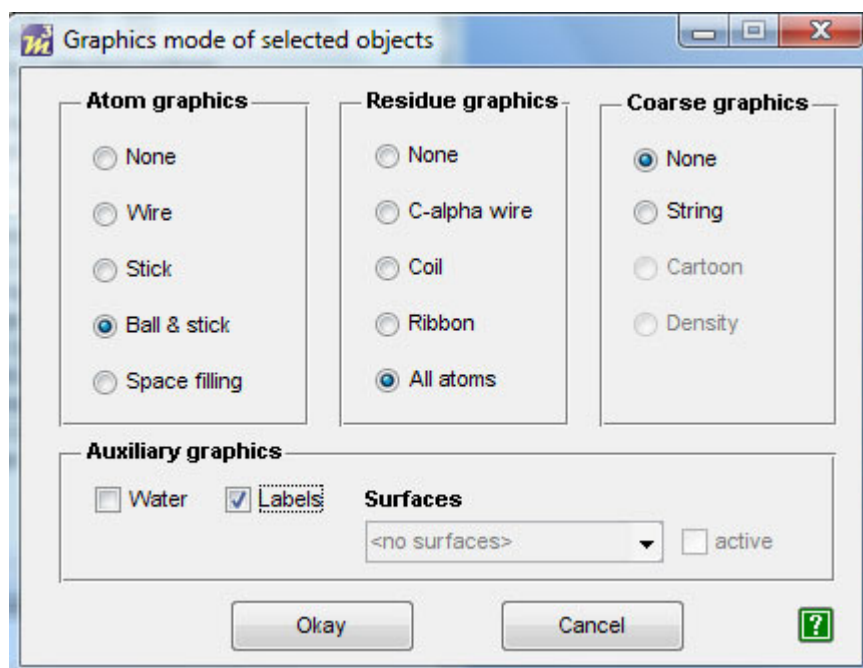 Graphics mode of selected objects
Atom graphics
None
Wire
Stick
Ball & stick
Space filling
Residue graphics
None
C-alpha wire
Coil
Ribbon
All atoms
Coarse graphics
None
String
Cartoon
Density
Auxiliary graphics
Water
Labels
Surfaces
<no surfaces>
active
Okay
Cancel
?